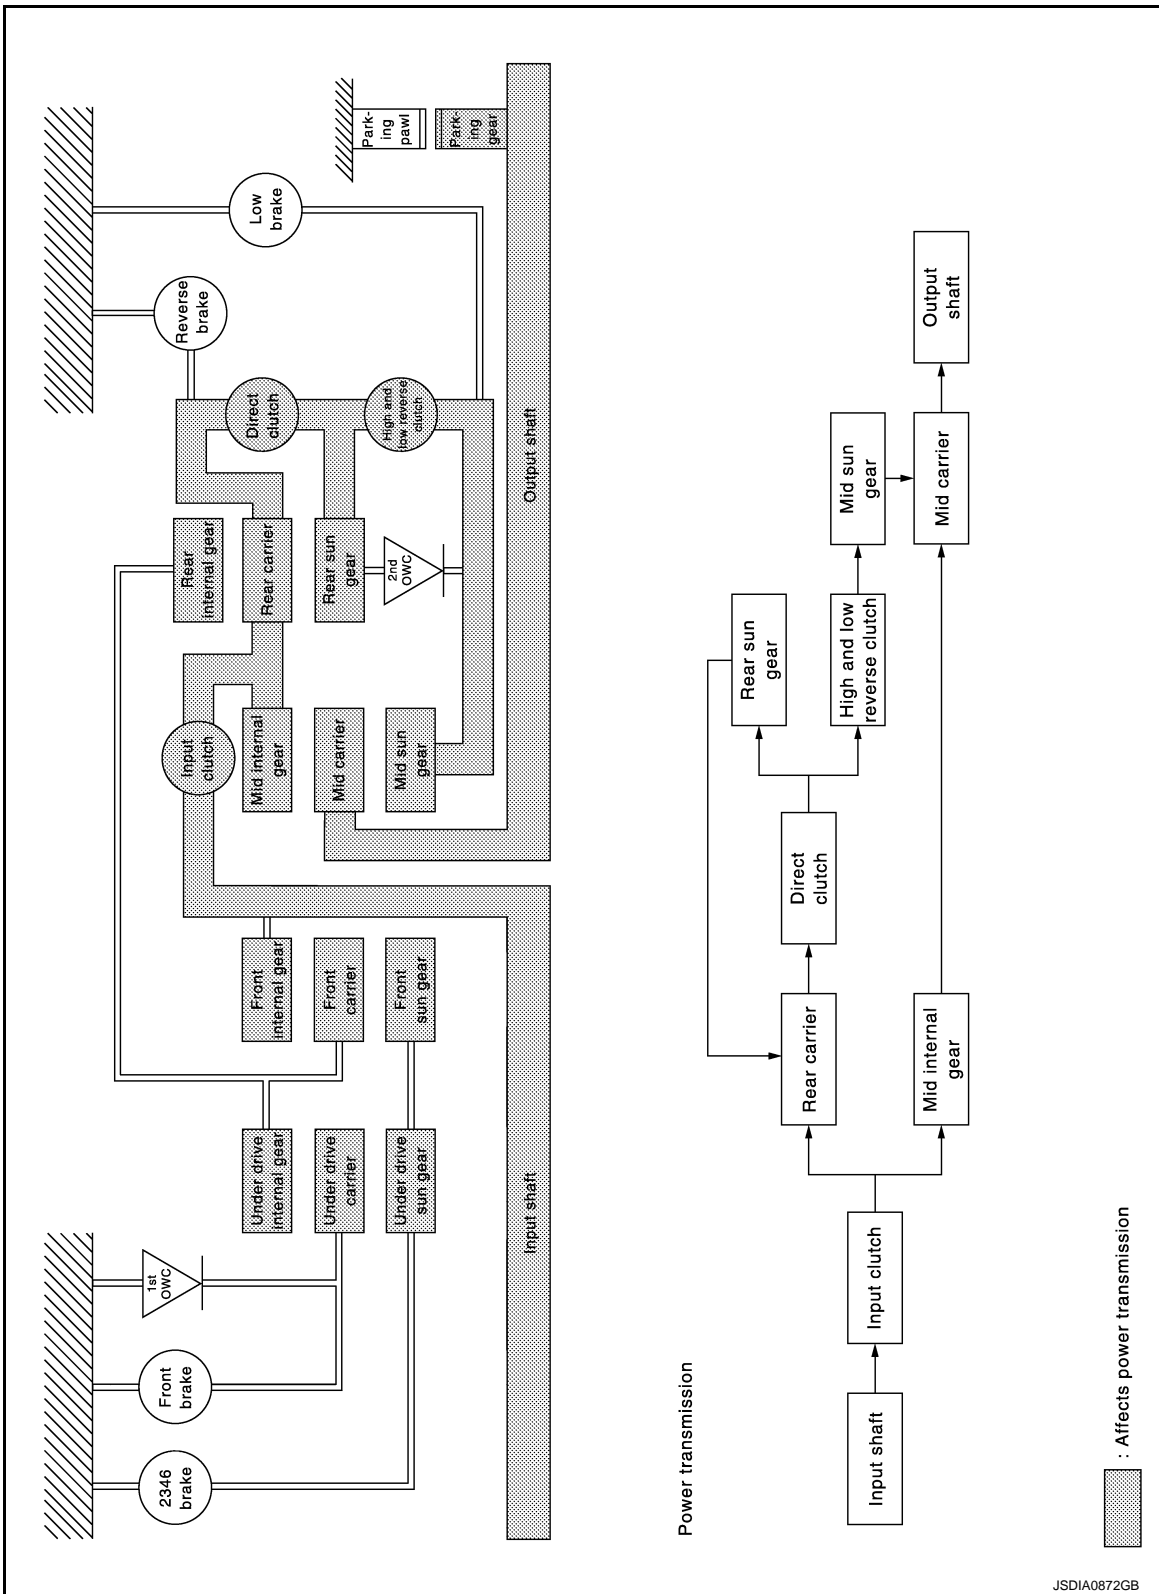 2346
brake
Front
brake
1st
OWC
Under drive
internal gear
Under drive
carrier
Under drive
sun gear
Front
internal gear
Front
carrier
Front
sun gear
Input shaft
Input
clutch
Mid internal
gear
Mid carrier
Mid sun
gear
Rear
internal gear
Rear carrier
Rear sun
gear
2nd
OWC
Direct
clutch
High and
low reverse
clutch
Reverse
brake
Low
brake
Output shaft
Park-
ing
pawl
Park-
ing
gear
Power transmission
Input shaft
Input clutch
Rear carrier
Mid internal
gear
Direct
clutch
Rear sun
gear
High and low
reverse clutch
Mid sun
gear
Mid carrier
Output
shaft
: Affects power transmission
JSDIA0872GB